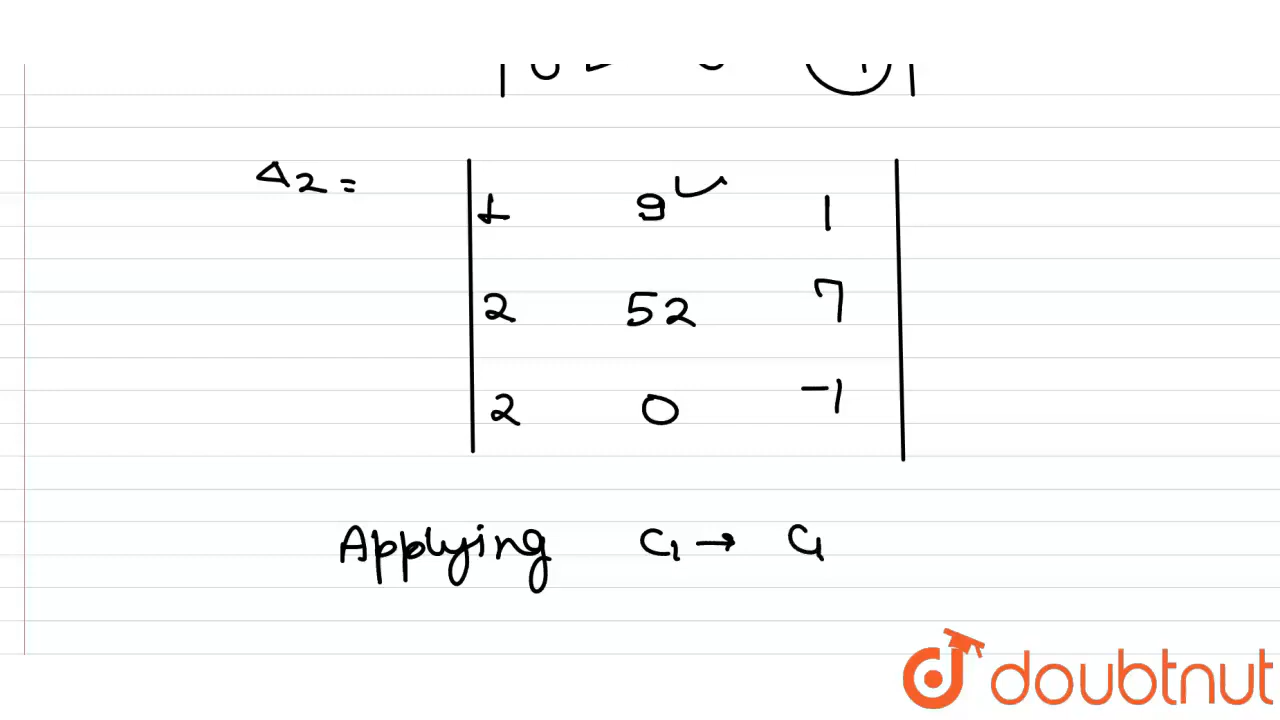 Δ2 =
1 9 1
2 52 7
2 0 -1
Applying C1 → C1
doubtnut